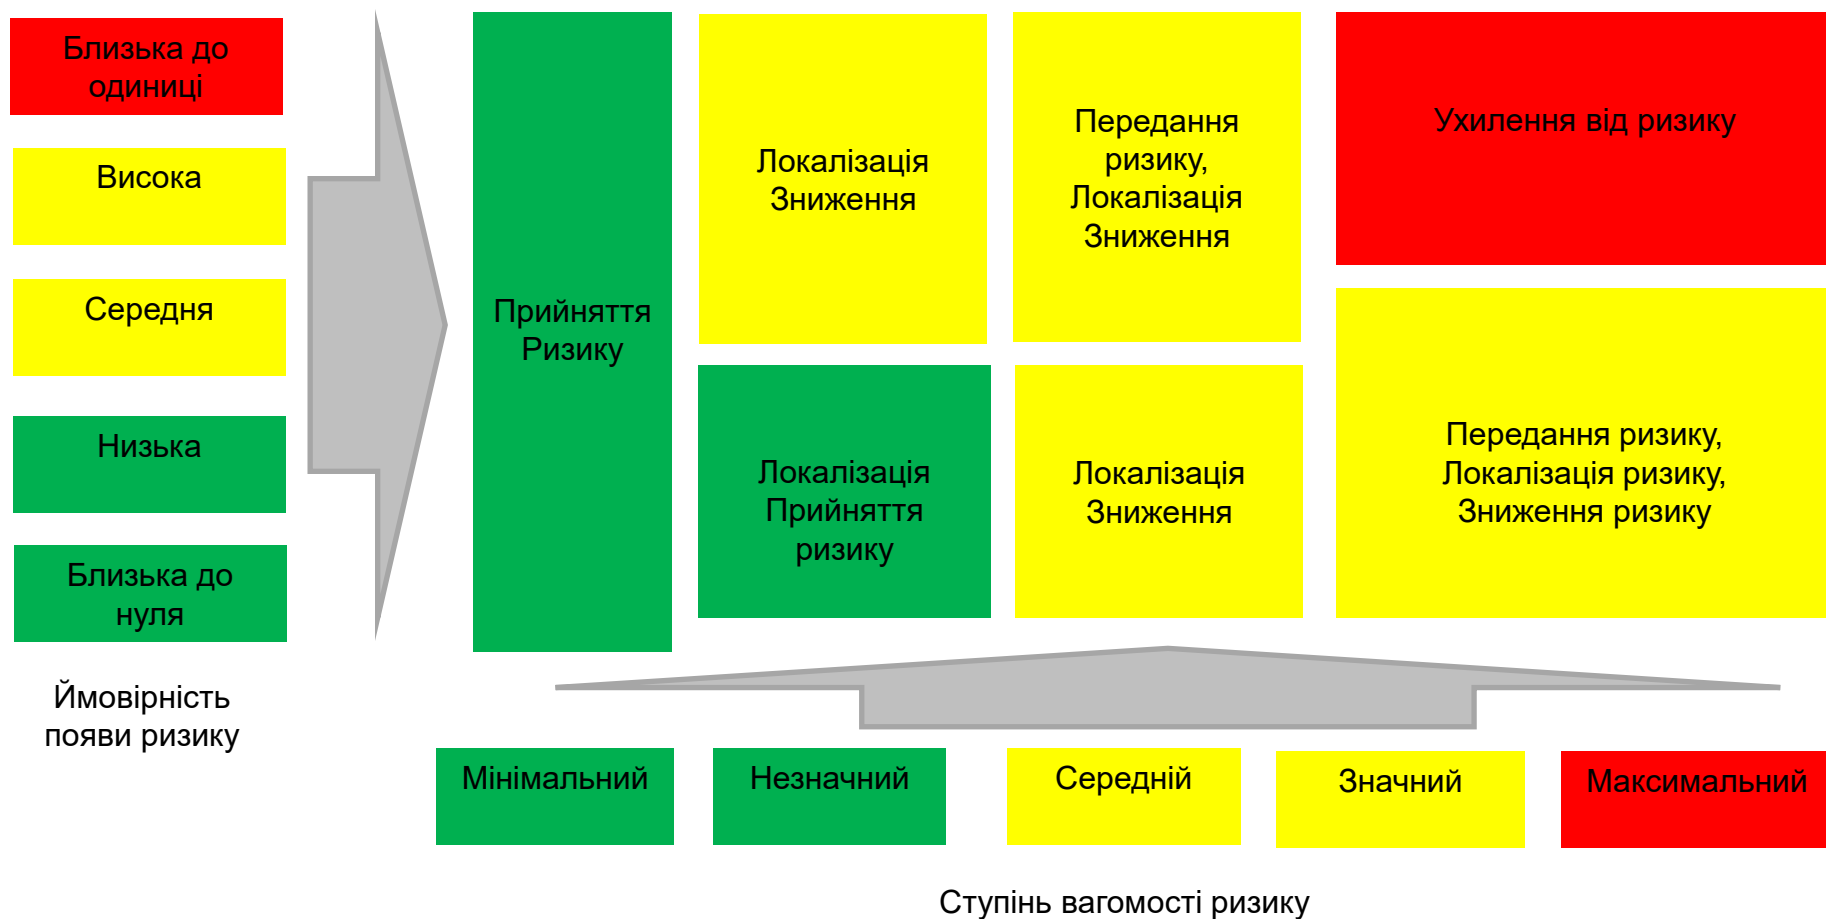 Близька до
одиниці
Висока
Середня
Низька
Близька до
нуля
Ймовірність
появи ризику
Прийняття
Ризику
Локалізація
Зниження
Передання
ризику,
Локалізація
Зниження
Ухилення від ризику
Локалізація
Прийняття
ризику
Локалізація
Зниження
Передання ризику,
Локалізація ризику,
Зниження ризику
Мінімальний
Незначний
Середній
Значний
Максимальний
Ступінь вагомості ризику